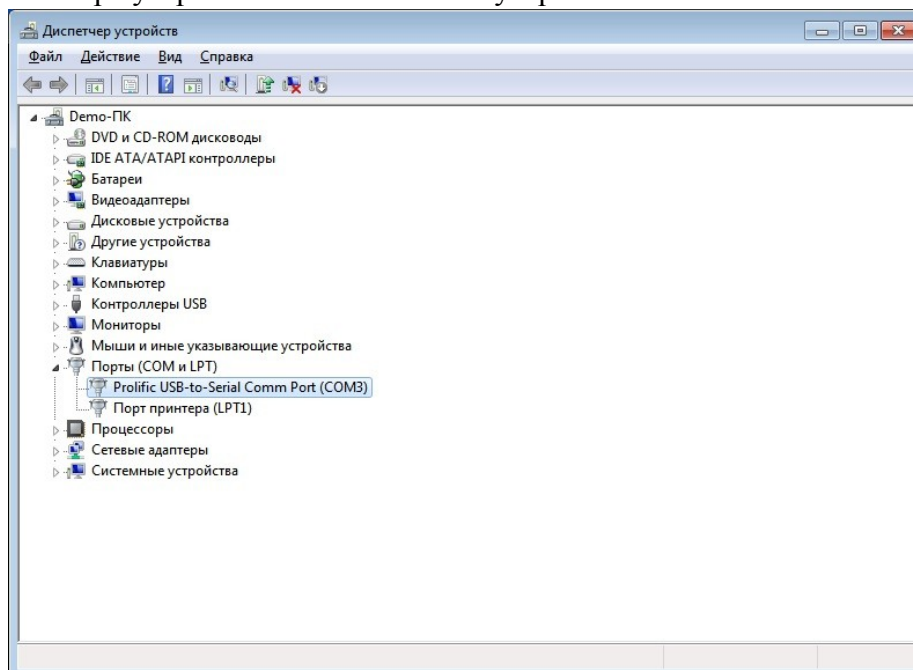 Диспетчер устройств
Файл Действие Вид Справка
Demo-ПК
DVD и CD-ROM дисководы
IDE ATA/ATAPI контроллеры
Батареи
Видеоадаптеры
Дисковые устройства
Другие устройства
Клавиатуры
Компьютер
Контроллеры USB
Мониторы
Мыши и иные указывающие устройства
Порты (COM и LPT)
Prolific USB-to-Serial Comm Port (COM3)
Порт принтера (LPT1)
Процессоры
Сетевые адаптеры
Системные устройства